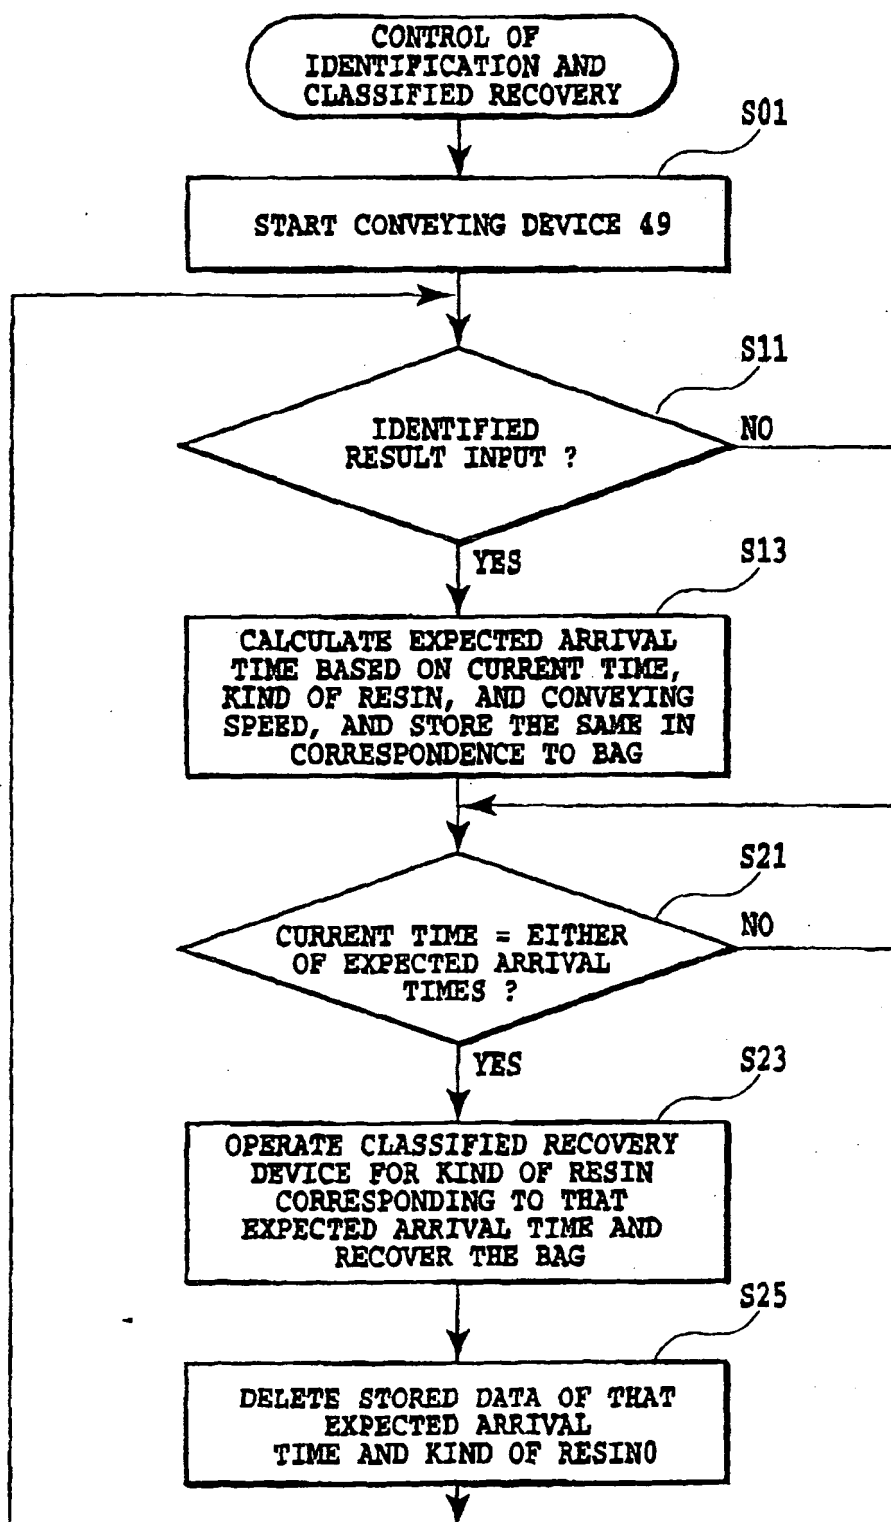 CONTROL OF
IDENTIFICATION AND
CLASSIFIED RECOVERY
S01
START CONVEYING DEVICE 49
S11
IDENTIFIED
RESULT INPUT ?
NO
YES
S13
CALCULATE EXPECTED ARRIVAL
TIME BASED ON CURRENT TIME,
KIND OF RESIN, AND CONVEYING
SPEED, AND STORE THE SAME IN
CORRESPONDENCE TO BAG
S21
CURRENT TIME = EITHER
OF EXPECTED ARRIVAL
TIMES ?
NO
YES
S23
OPERATE CLASSIFIED RECOVERY
DEVICE FOR KIND OF RESIN
CORRESPONDING TO THAT
EXPECTED ARRIVAL TIME AND
RECOVER THE BAG
S25
DELETE STORED DATA OF THAT
EXPECTED ARRIVAL
TIME AND KIND OF RESIN0